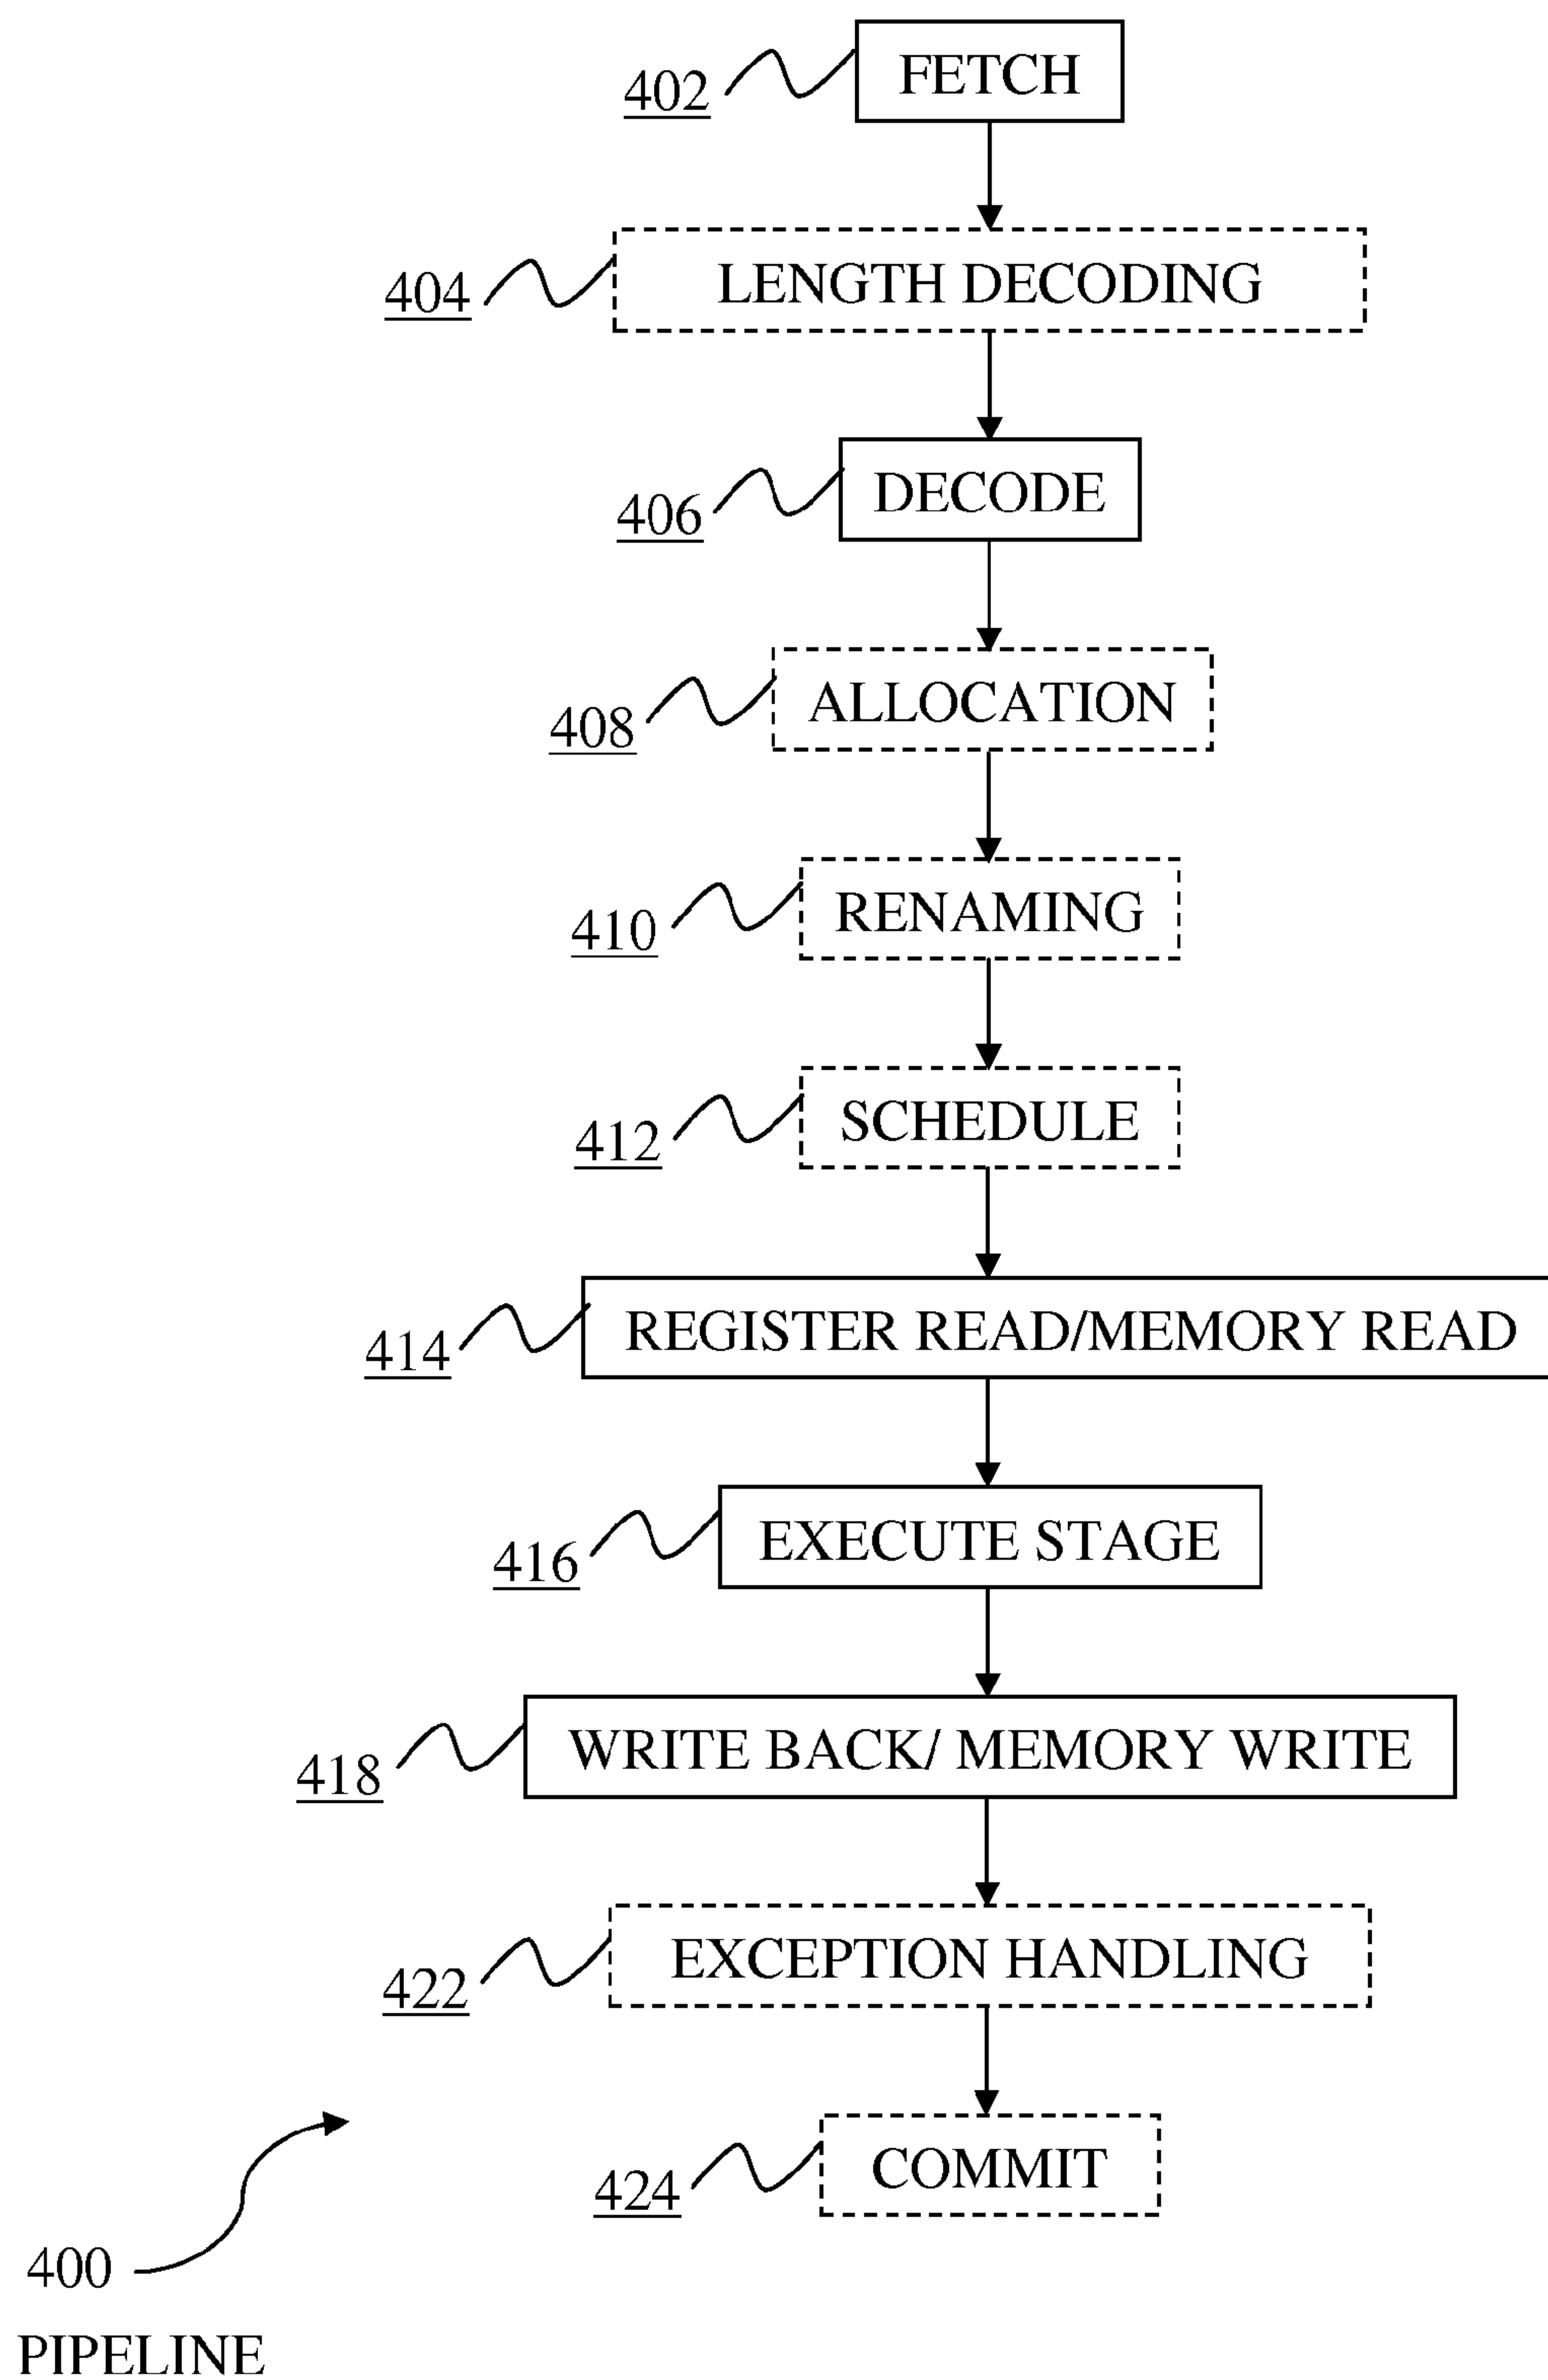 402 FETCH
404 LENGTH DECODING
406 DECODE
408 ALLOCATION
410 RENAMING
412 SCHEDULE
414 REGISTER READ/MEMORY READ
416 EXECUTE STAGE
418 WRITE BACK/ MEMORY WRITE
422 EXCEPTION HANDLING
424 COMMIT
400
PIPELINE